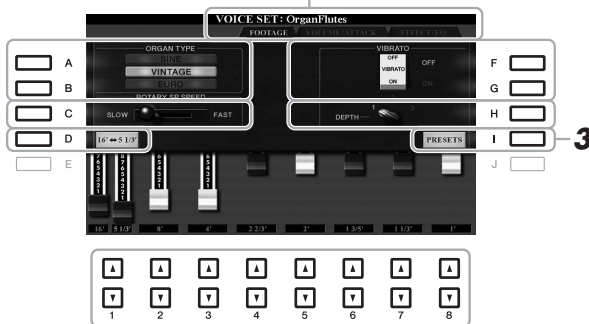 VOICE SET: OrganFlutes
FOOTAGE VOLUME/ATTACK EFFECT/EQ
ORGAN TYPE VIBRATO
SINE OFF OFF
A VINTAGE VIBRATO F
B EURO ON ON G
ROTARY SP SPEED
C SLOW FAST DEPTH 1 3 H
D 16' ⇔ 5 1/3' PRESETS I 3
E J
16' 5 1/3' 8' 4' 2 2/3' 2' 1 3/5' 1 1/3' 1'
1 2 3 4 5 6 7 8